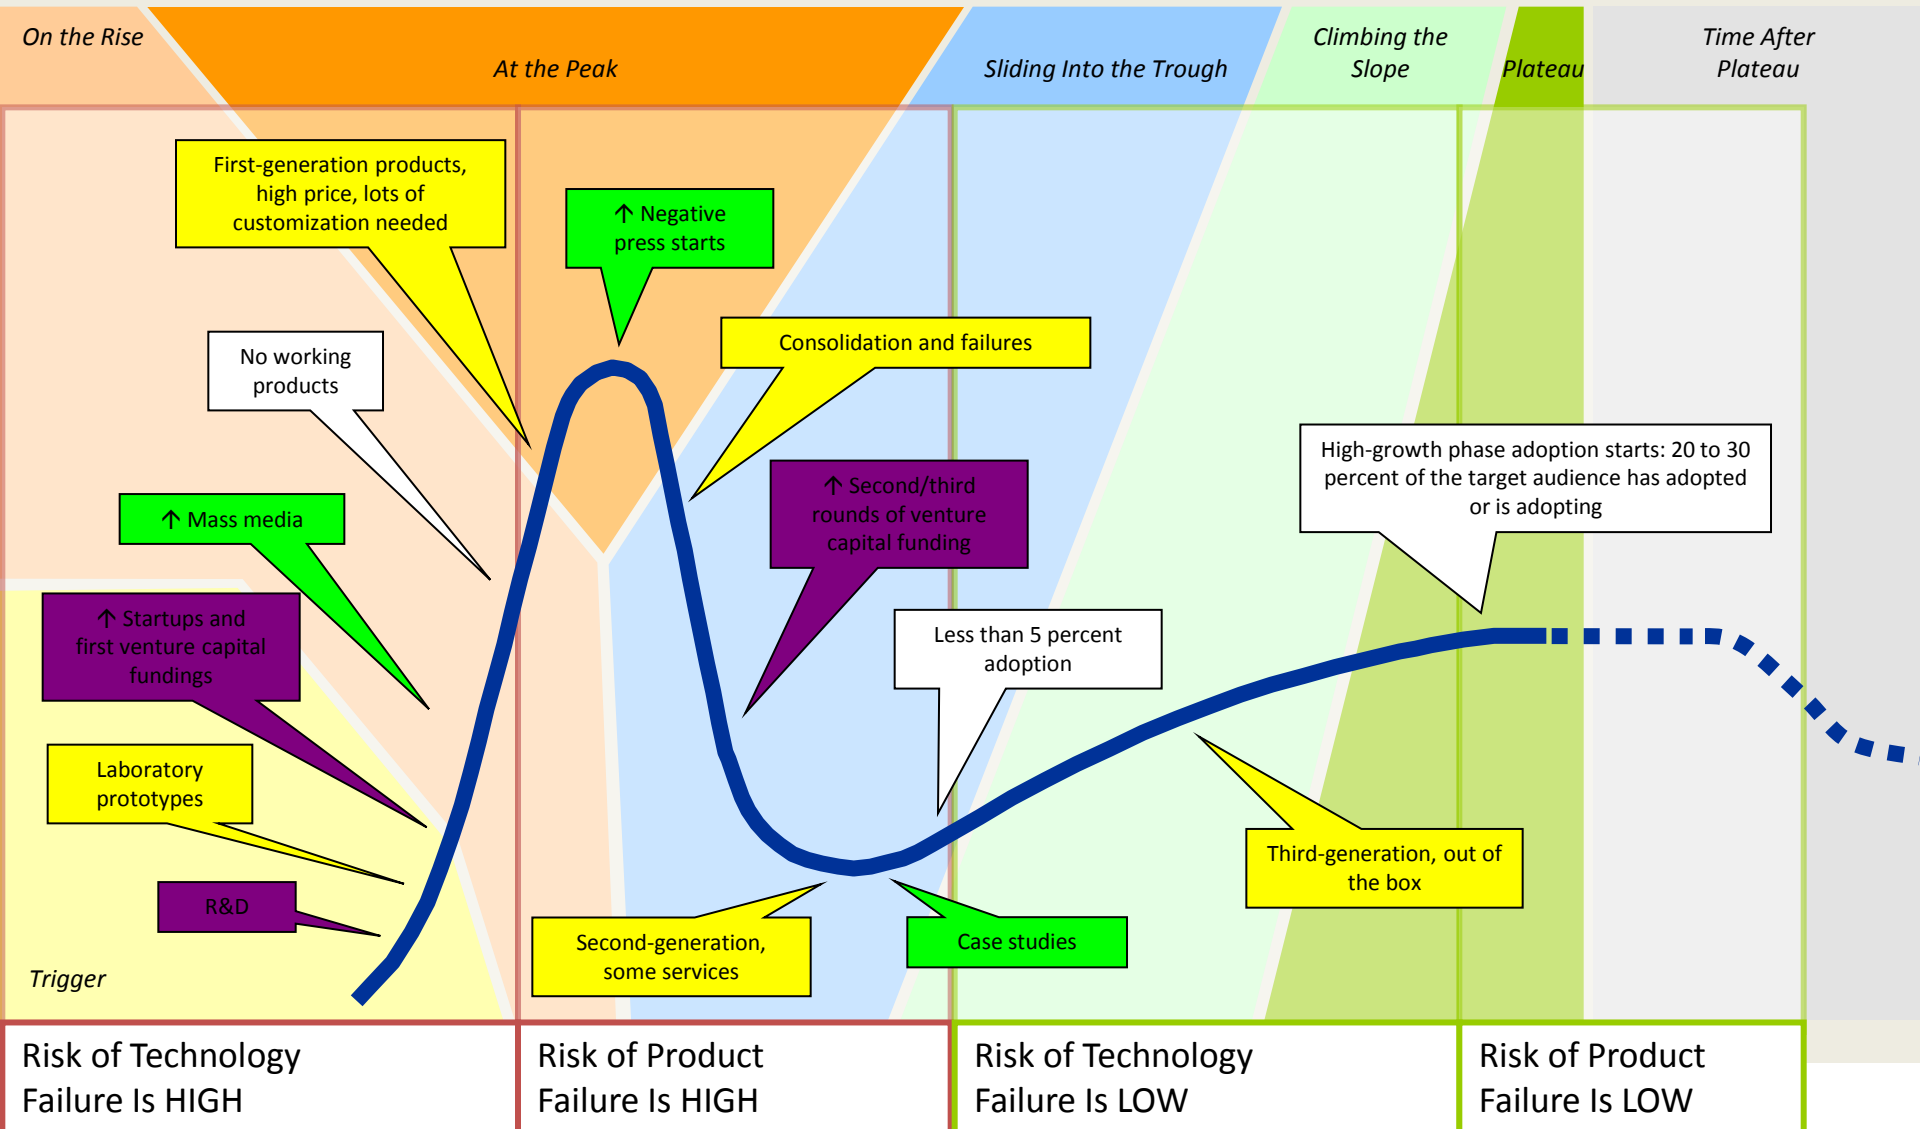 On the Rise
At the Peak
Sliding Into the Trough
Climbing the
Slope
Plateau
Time After
Plateau
First-generation products,
high price, lots of
customization needed
↑ Negative
press starts
No working
products
Consolidation and failures
↑ Mass media
↑ Second/third
rounds of venture
capital funding
High-growth phase adoption starts: 20 to 30
percent of the target audience has adopted
or is adopting
↑ Startups and
first venture capital
fundings
Less than 5 percent
adoption
Laboratory
prototypes
Third-generation, out of
the box
R&D
Second-generation,
some services
Case studies
Trigger
Risk of Technology
Failure Is HIGH
Risk of Product
Failure Is HIGH
Risk of Technology
Failure Is LOW
Risk of Product
Failure Is LOW